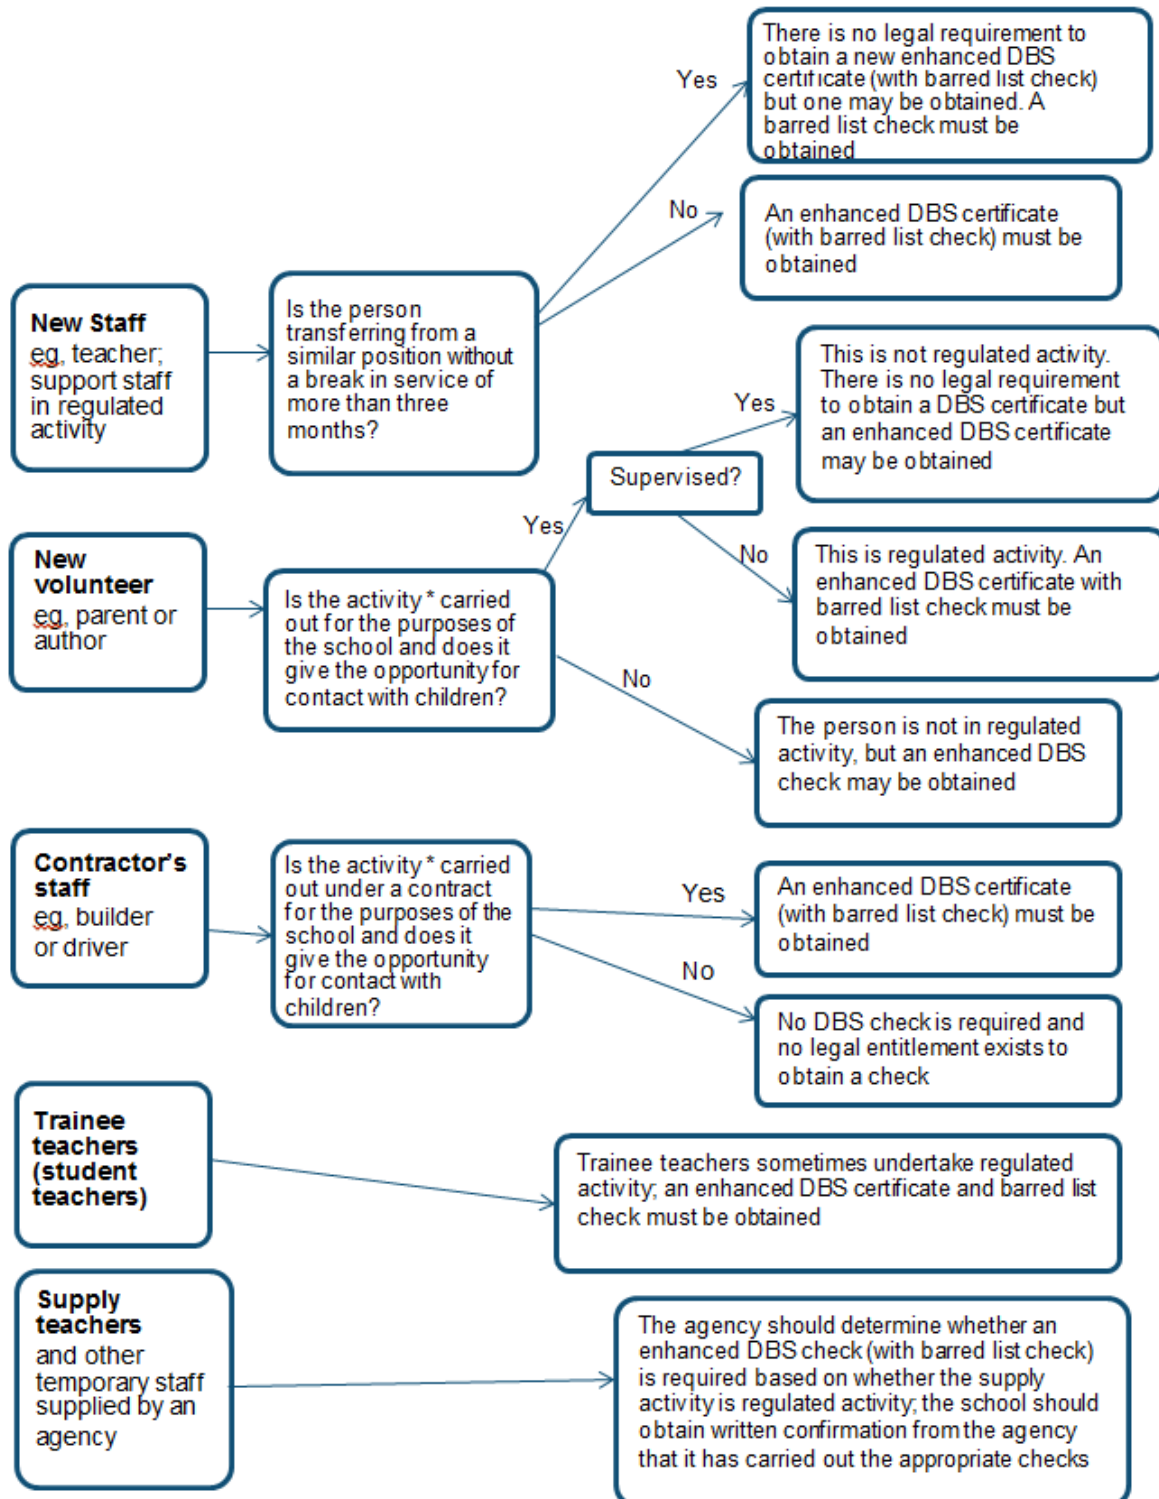 New Staff
eg, teacher;
support staff
in regulated
activity
Is the person
transferring from a
similar position without
a break in service of
more than three
months?
Yes
There is no legal requirement to
obtain a new enhanced DBS
certificate (with barred list check)
but one may be obtained. A
barred list check must be
obtained
No
An enhanced DBS certificate
(with barred list check) must be
obtained
New
volunteer
eg, parent or
author
Is the activity * carried
out for the purposes of
the school and does it
give the opportunity for
contact with children?
Yes
Supervised?
Yes
This is not regulated activity.
There is no legal requirement
to obtain a DBS certificate but
an enhanced DBS certificate
may be obtained
No
This is regulated activity. An
enhanced DBS certificate with
barred list check must be
obtained
No
The person is not in regulated
activity, but an enhanced DBS
check may be obtained
Contractor's
staff
eg, builder
or driver
Is the activity * carried
out under a contract
for the purposes of the
school and does it
give the opportunity
for contact with
children?
Yes
An enhanced DBS certificate
(with barred list check) must be
obtained
No
No DBS check is required and
no legal entitlement exists to
obtain a check
Trainee
teachers
(student
teachers)
Trainee teachers sometimes undertake regulated
activity; an enhanced DBS certificate and barred list
check must be obtained
Supply
teachers
and other
temporary staff
supplied by an
agency
The agency should determine whether an
enhanced DBS check (with barred list check)
is required based on whether the supply
activity is regulated activity; the school should
obtain written confirmation from the agency
that it has carried out the appropriate checks